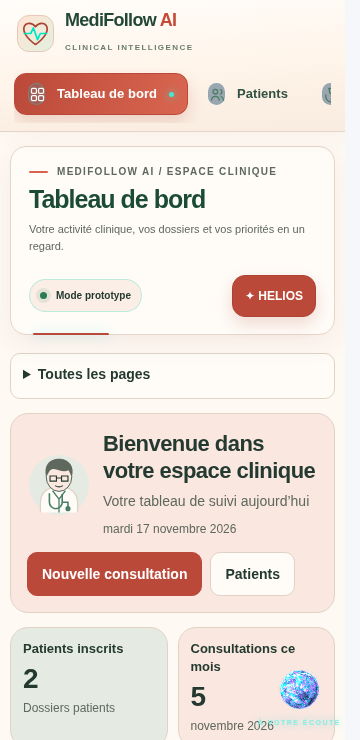 MediFollow AI
CLINICAL INTELLIGENCE
Tableau de bord
Patients
MEDIFOLLOW AI / ESPACE CLINIQUE
Tableau de bord
Votre activité clinique, vos dossiers et vos priorités en un
regard.
Mode prototype
✦ HELIOS
Toutes les pages
Bienvenue dans
votre espace clinique
Votre tableau de suivi aujourd’hui
mardi 17 novembre 2026
Nouvelle consultation
Patients
Patients inscrits
2
Dossiers patients
Consultations ce
mois
5
novembre 2026
VOTRE ÉCOUTE